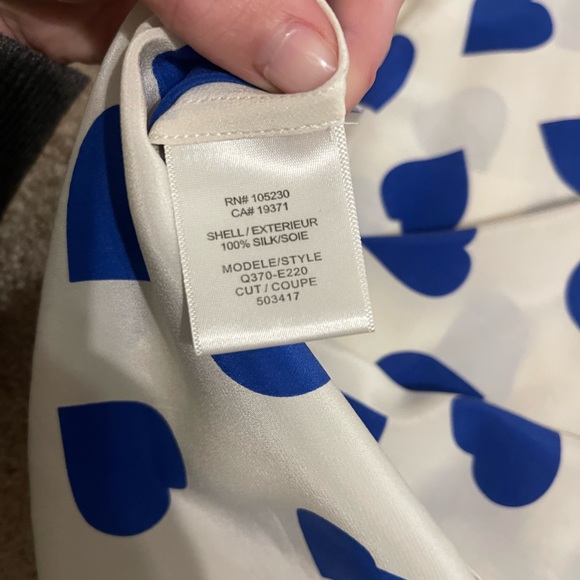 RN# 105230
CA# 19371
SHELL/EXTERIEUR
100% SILK/SOIE
MODELE/STYLE
Q370-E220
CUT / COUPE
503417